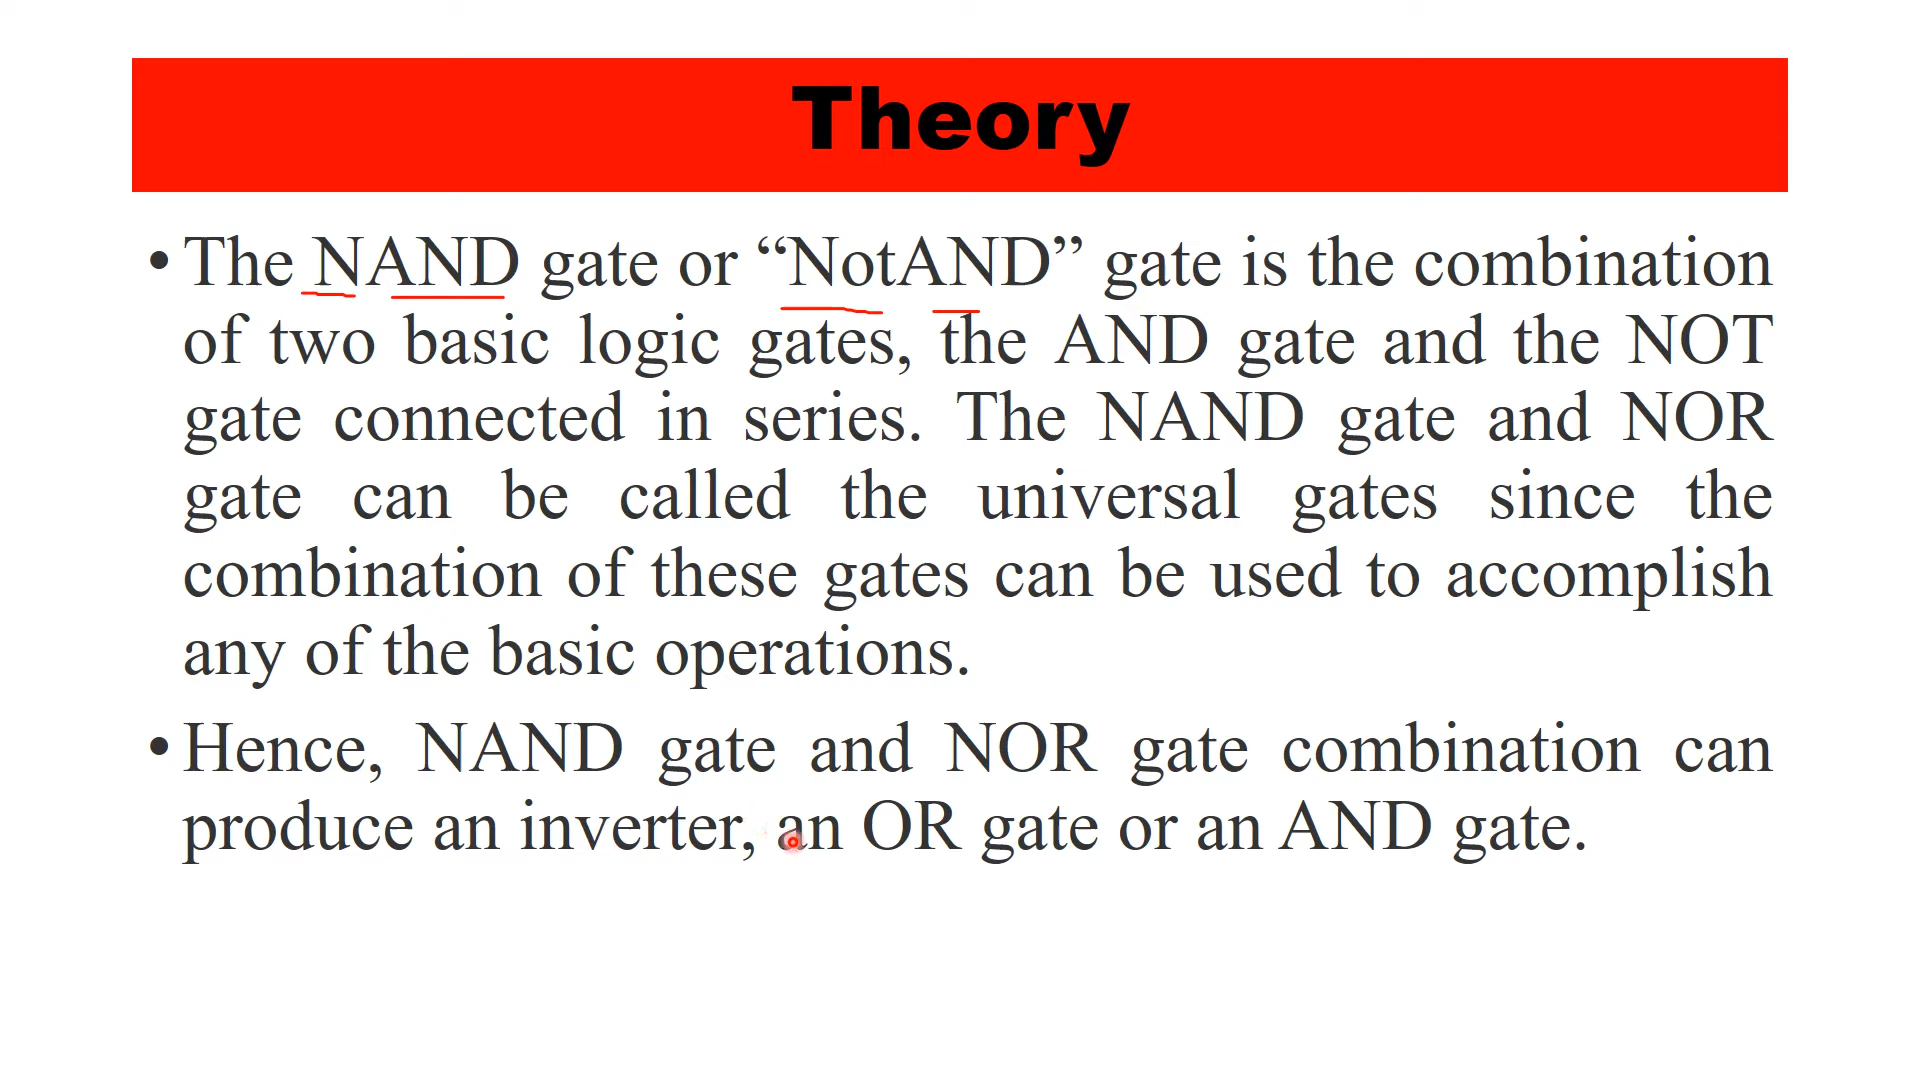 Theory
• The NAND gate or “NotAND” gate is the combination
of two basic logic gates, the AND gate and the NOT
gate connected in series. The NAND gate and NOR
gate can be called the universal gates since the
combination of these gates can be used to accomplish
any of the basic operations.
• Hence, NAND gate and NOR gate combination can
produce an inverter, an OR gate or an AND gate.